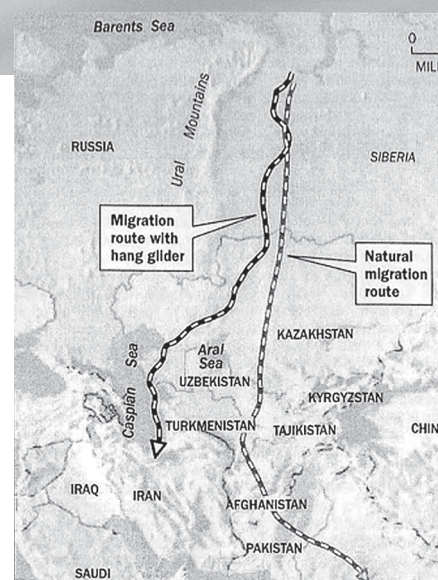 Barents Sea
0
MIL
Ural Mountains
RUSSIA
SIBERIA
Migration
route with
hang glider
Natural
migration
route
KAZAKHSTAN
Aral
Sea
UZBEKISTAN
Caspian Sea
KYRGYZSTAN
TURKMENISTAN
TAJIKISTAN
CHIN
IRAQ
IRAN
AFGHANISTAN
PAKISTAN
SAUDI